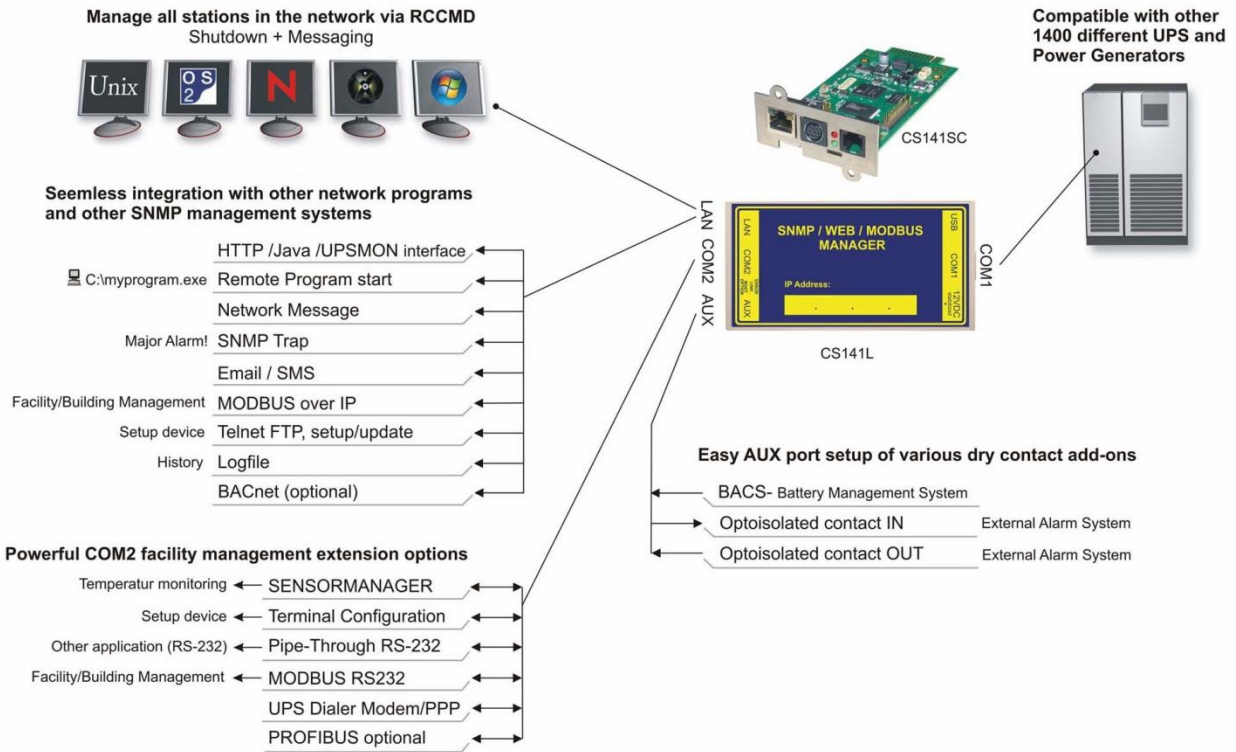 Manage all stations in the network via RCCMD
Shutdown + Messaging
Unix
OS
2
N
Compatible with other
1400 different UPS and
Power Generators
CS141SC
Seemless integration with other network programs
and other SNMP management systems
HTTP /Java /UPSMON interface
C:\myprogram.exe Remote Program start
Network Message
Major Alarm! SNMP Trap
Email / SMS
Facility/Building Management MODBUS over IP
Setup device Telnet FTP, setup/update
History Logfile
BACnet (optional)
LAN COM2 AUX
LAN COM2 AUX
SNMP / WEB / MODBUS
MANAGER
IP Address:
. . .
USB COM1 12VDC
COM1
CS141L
Easy AUX port setup of various dry contact add-ons
BACS- Battery Management System
Optoisolated contact IN External Alarm System
Optoisolated contact OUT External Alarm System
Powerful COM2 facility management extension options
Temperatur monitoring SENSORMANAGER
Setup device Terminal Configuration
Other application (RS-232) Pipe-Through RS-232
Facility/Building Management MODBUS RS232
UPS Dialer Modem/PPP
PROFIBUS optional